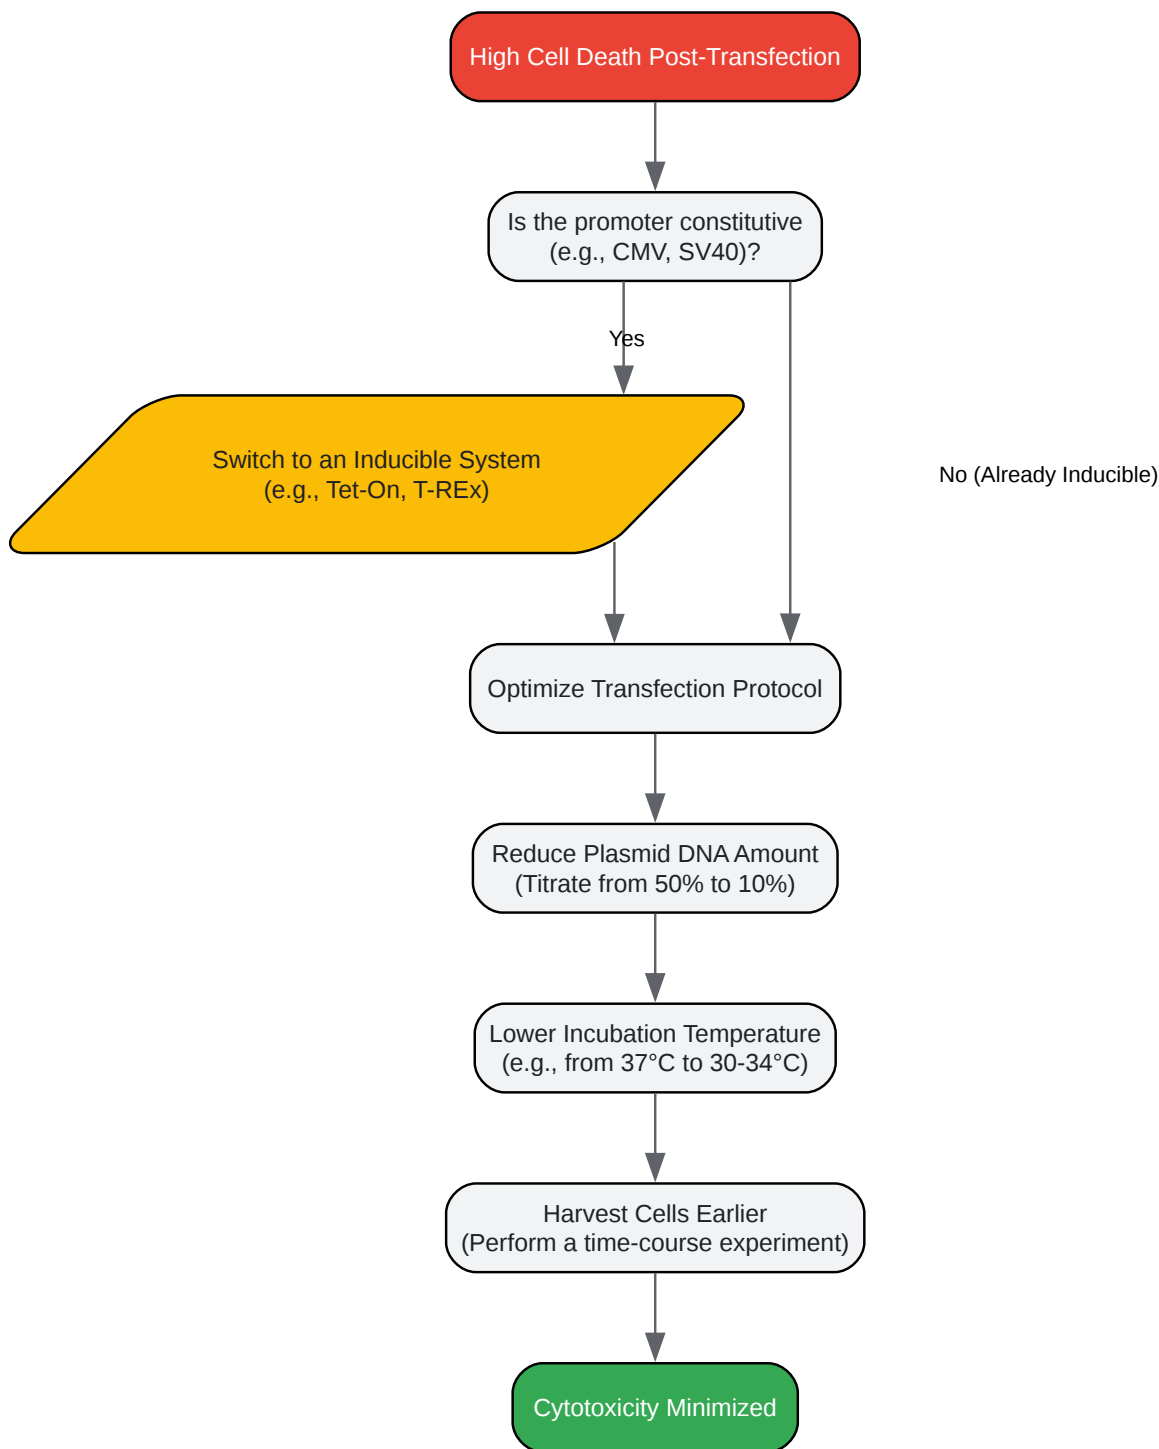 High Cell Death Post-Transfection
Is the promoter constitutive
(e.g., CMV, SV40)?
Yes
Switch to an Inducible System
(e.g., Tet-On, T-REx)
No (Already Inducible)
Optimize Transfection Protocol
Reduce Plasmid DNA Amount
(Titrate from 50% to 10%)
Lower Incubation Temperature
(e.g., from 37°C to 30-34°C)
Harvest Cells Earlier
(Perform a time-course experiment)
Cytotoxicity Minimized